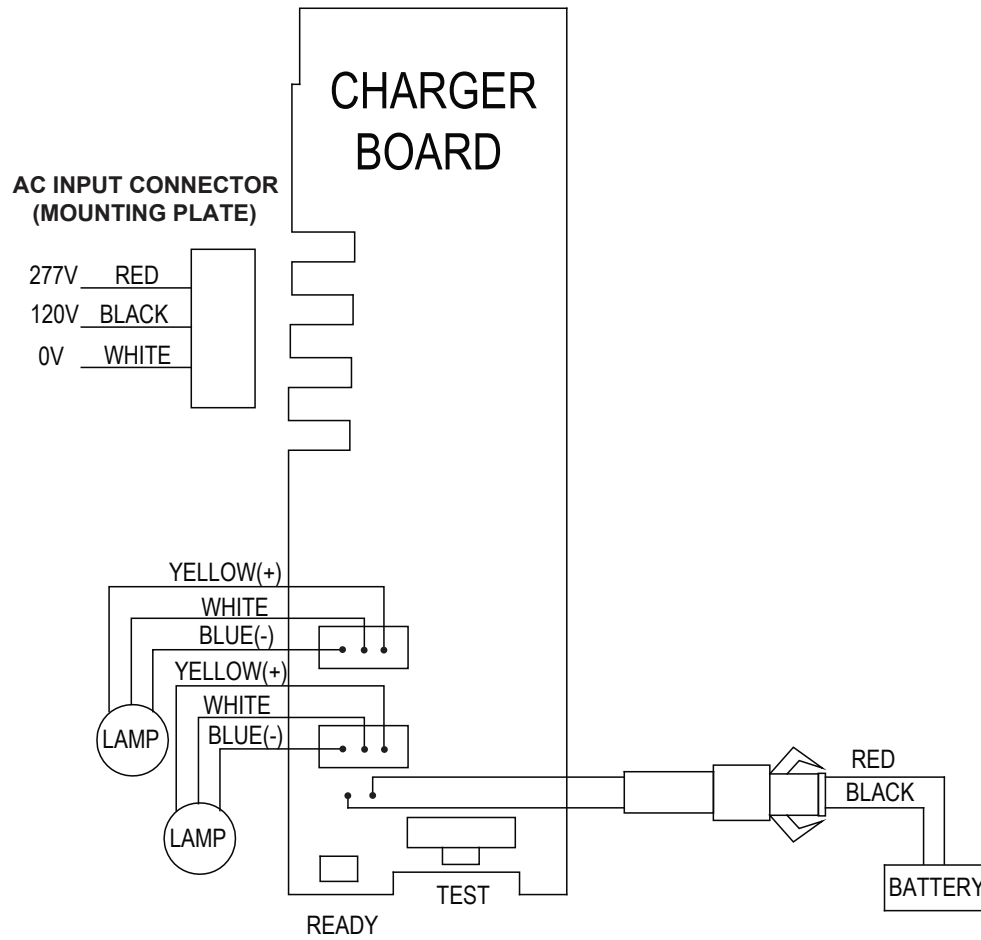 CHARGER
BOARD
AC INPUT CONNECTOR
(MOUNTING PLATE)
277V RED
120V BLACK
0V WHITE
YELLOW(+)
WHITE
BLUE(-)
YELLOW(+)
WHITE
BLUE(-)
LAMP
LAMP
RED
BLACK
BATTERY
TEST
READY